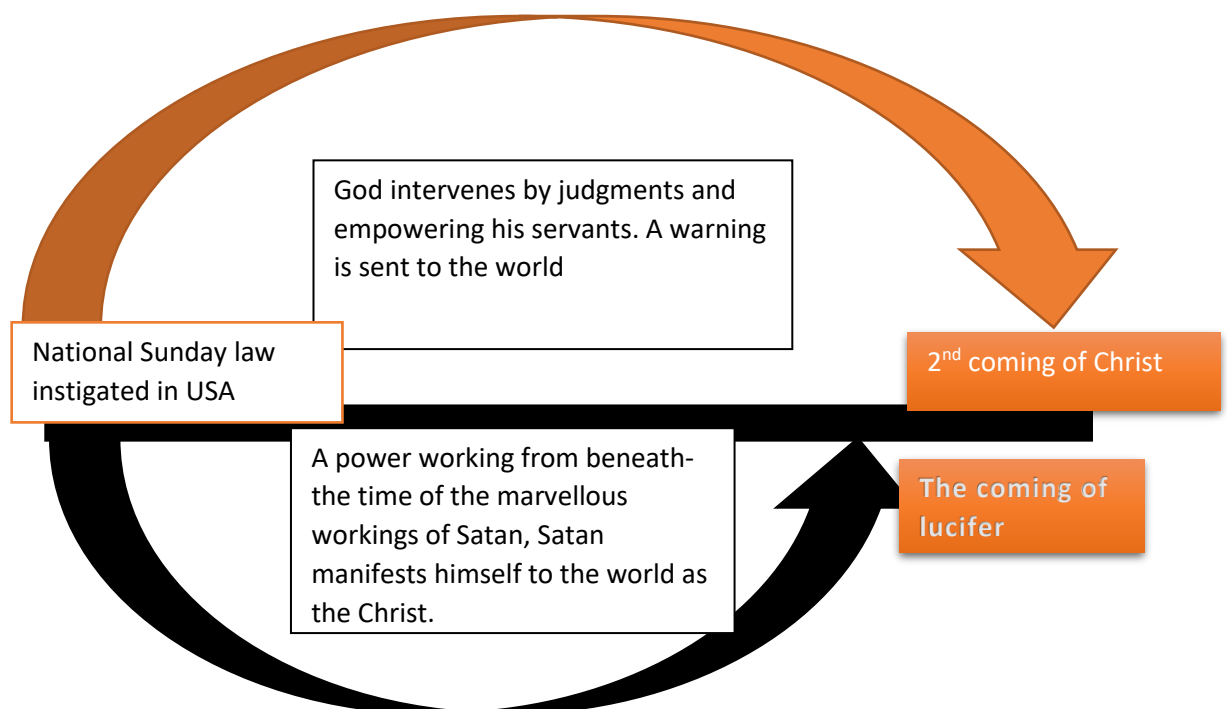 God intervenes by judgments and
empowering his servants. A warning
is sent to the world
National Sunday law
instigated in USA
2nd coming of Christ
A power working from beneath-
the time of the marvellous
workings of Satan, Satan
manifests himself to the world as
the Christ.
The coming of
lucifer